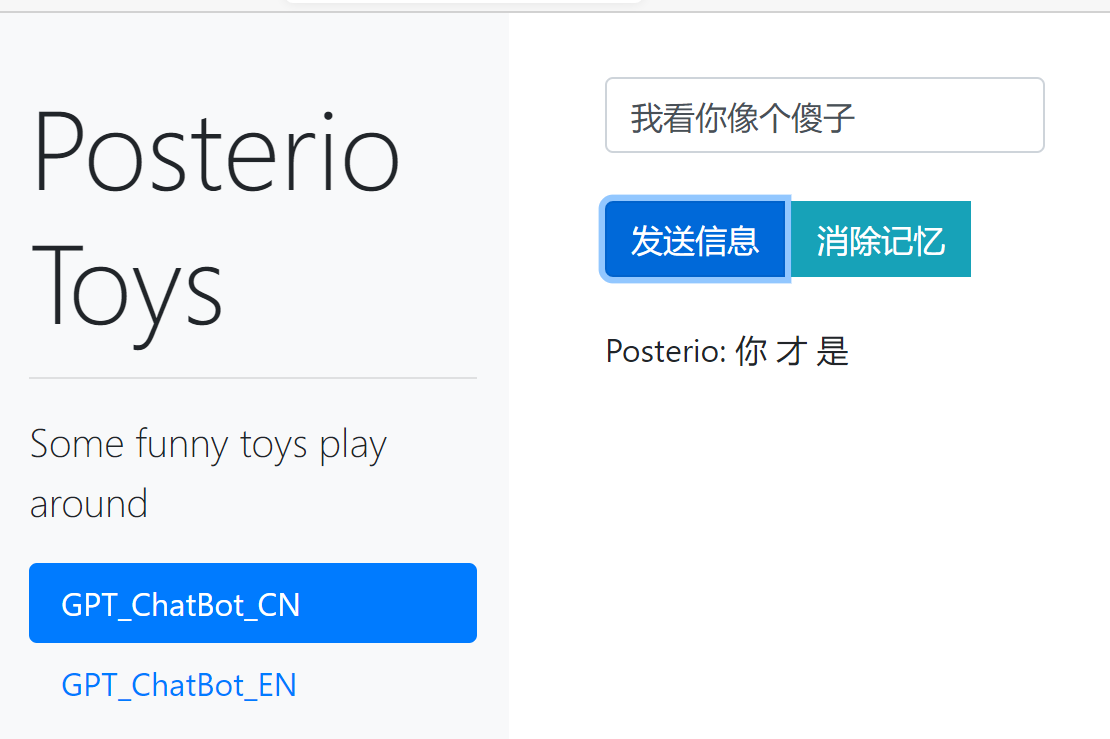 Posterio
Toys
Some funny toys play
around
GPT_ChatBot_CN
GPT_ChatBot_EN
我看你像个傻子
发送信息 消除记忆
Posterio: 你 才 是